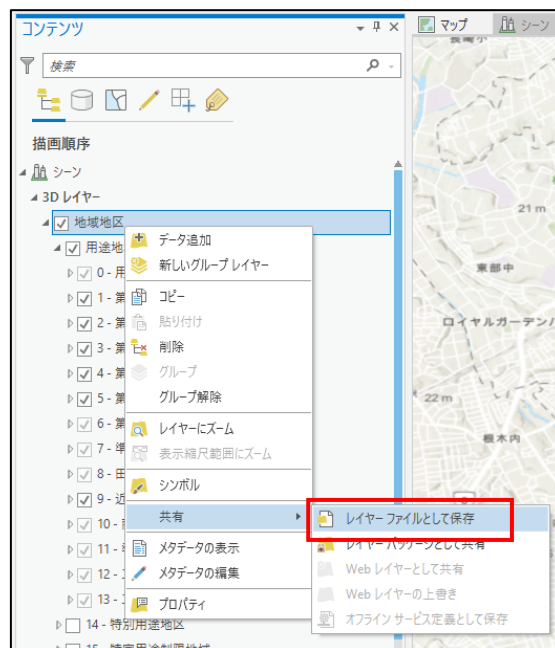 コンテンツ
検索
描画順序
シーン
3D レイヤー
地域地区
用途地
0 - 用
1 - 第
2 - 第
3 - 第
4 - 第
5 - 第
6 - 第
7 - 準
8 - 田
9 - 近
10 -
11 -
12 -
13 -
14 - 特別用途地区
15 - 特定用途制限地域
データ追加
新しいグループ レイヤー
コピー
貼り付け
削除
グループ
グループ解除
レイヤーにズーム
表示縮尺範囲にズーム
シンボル
共有
メタデータの表示
メタデータの編集
プロパティ
レイヤー ファイルとして保存
レイヤー パッケージとして共有
Web レイヤーとして共有
Web レイヤーの上書き
オフライン サービス定義として保存
マップ
シーン
21 m
東部中
ロイヤルガーデン
22 m
根木内